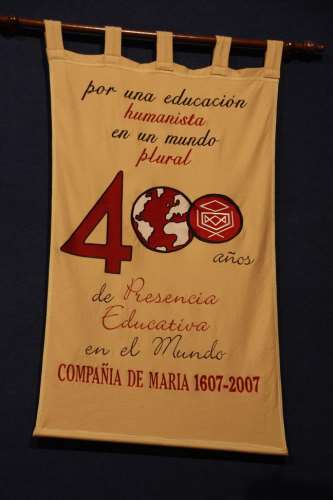 por una educación
humanista
en un mundo
plural
400
años
de Presencia
Educativa
en el Mundo
COMPAÑIA DE MARIA 1607-2007